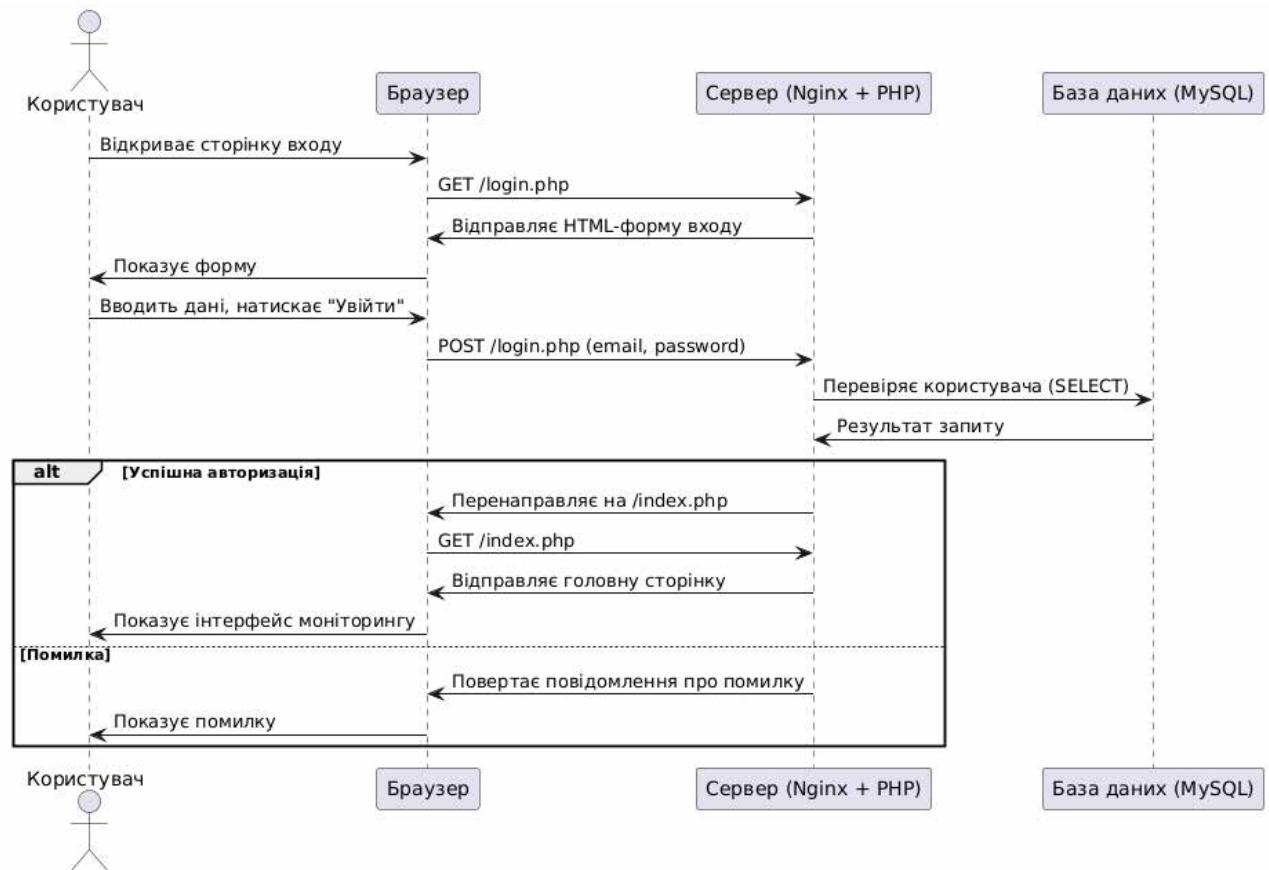 Користувач
Браузер
Сервер (Nginx + PHP)
База даних (MySQL)
Відкриває сторінку входу
GET /login.php
Відправляє HTML-форму входу
Показує форму
Вводить дані, натискає "Увійти"
POST /login.php (email, password)
Перевіряє користувача (SELECT)
Результат запиту
alt [Успішна авторизація]
Перенаправляє на /index.php
GET /index.php
Відправляє головну сторінку
Показує інтерфейс моніторингу
[Помилка]
Повертає повідомлення про помилку
Показує помилку
Користувач
Браузер
Сервер (Nginx + PHP)
База даних (MySQL)